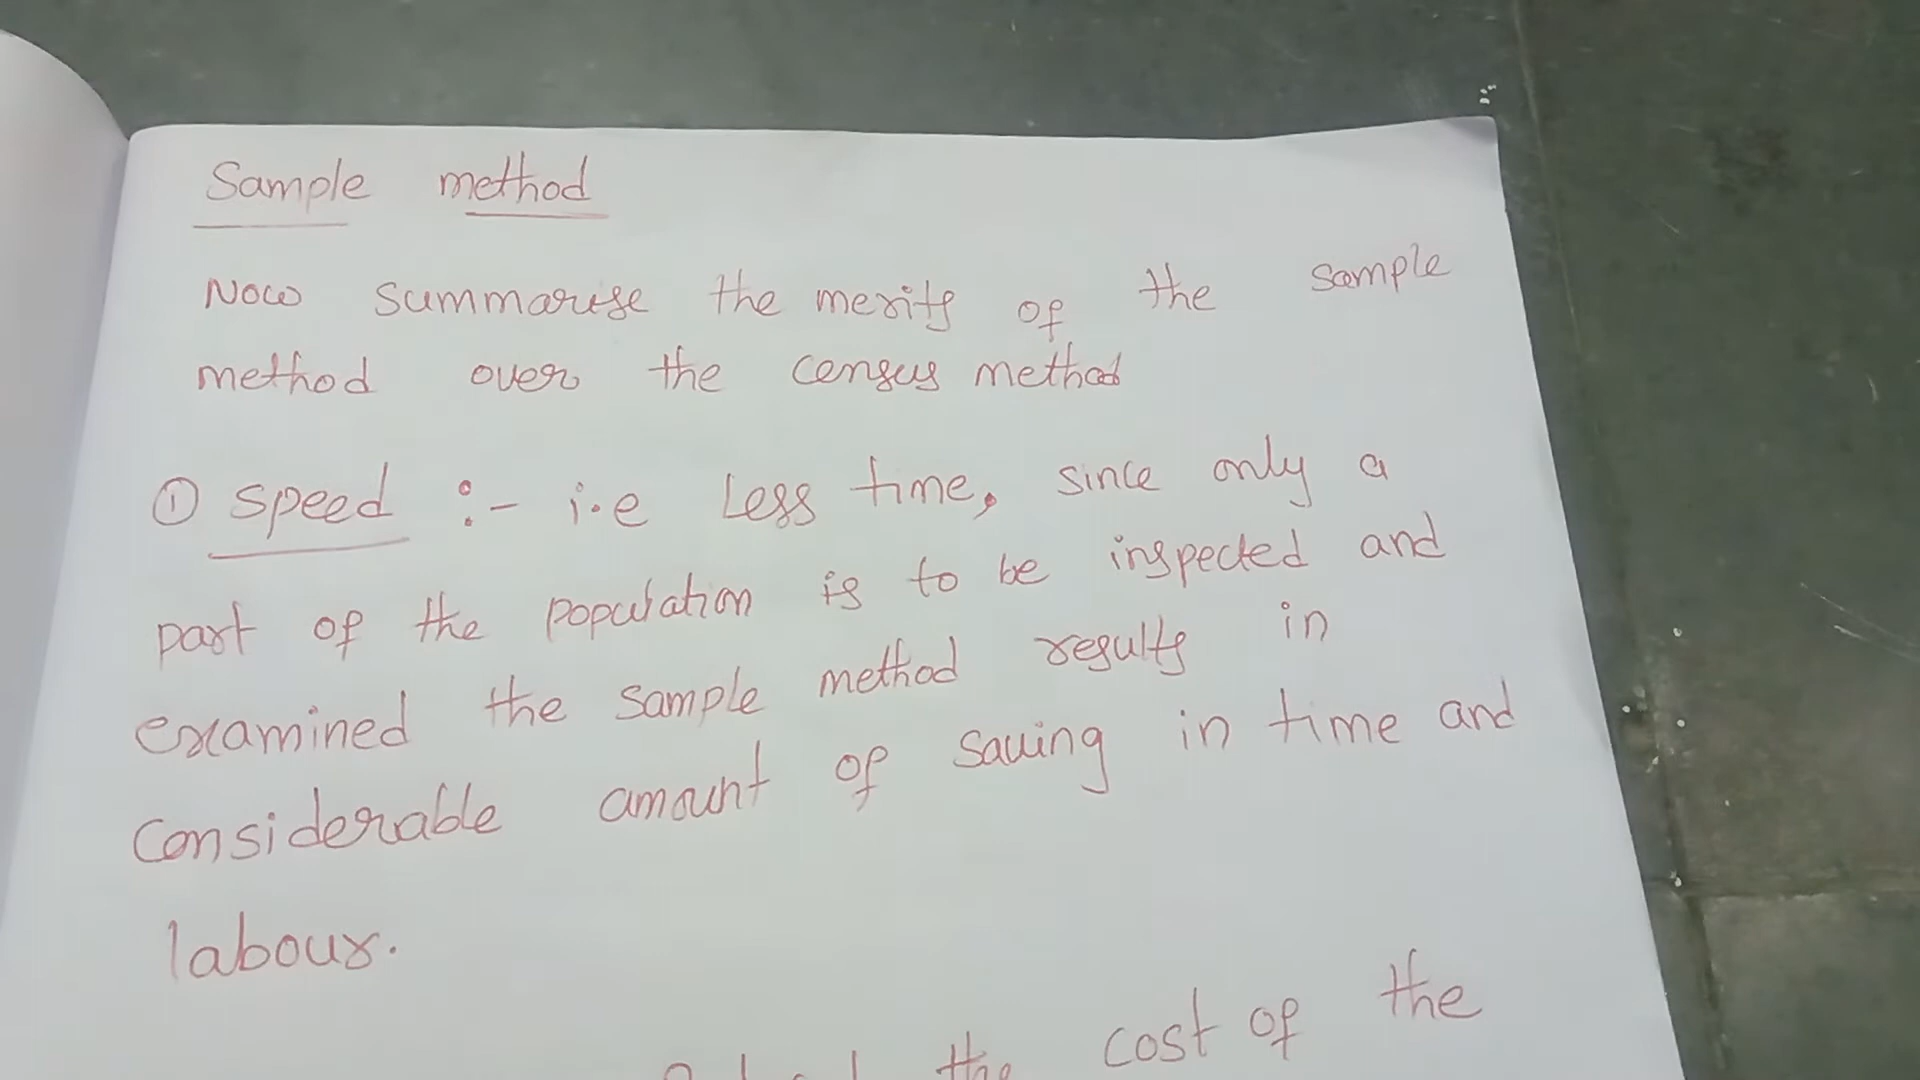 Sample method
Now summarise the merits of the sample
method over the census method
① Speed :- i.e Less time, since only a
part of the population is to be inspected and
examined the sample method results in
considerable amount of saving in time and
labour.
the cost of the